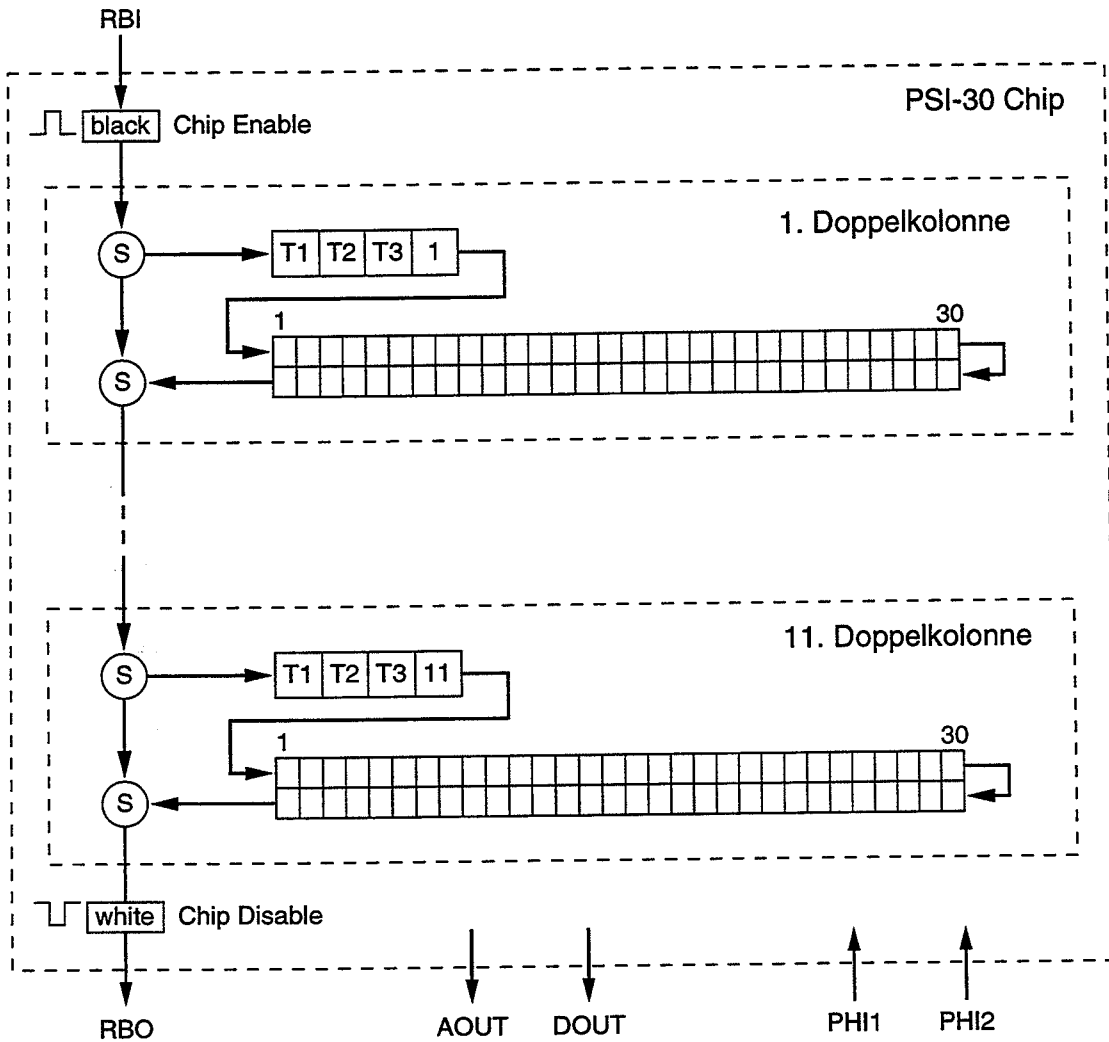 RBI
PSI-30 Chip
black Chip Enable
1. Doppelkolonne
S
T1 T2 T3 1
1 30
S
11. Doppelkolonne
S
T1 T2 T3 11
1 30
S
white Chip Disable
RBO AOUT DOUT PHI1 PHI2